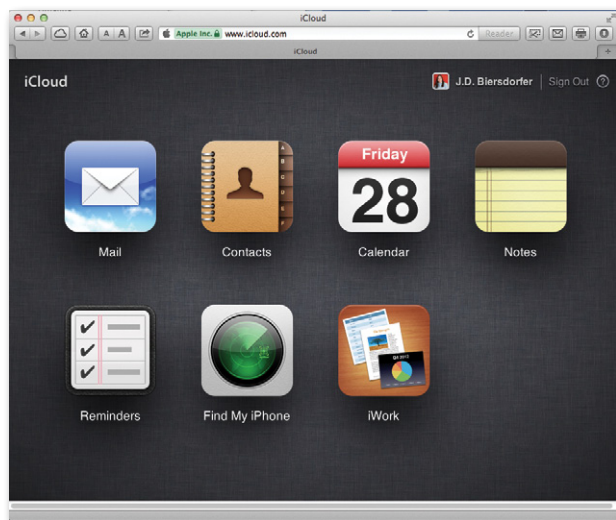 iCloud
A A Apple Inc. www.icloud.com Reader
iCloud
iCloud J.D. Biersdorfer Sign Out ?
Friday
28
Mail Contacts Calendar Notes
Reminders Find My iPhone iWork